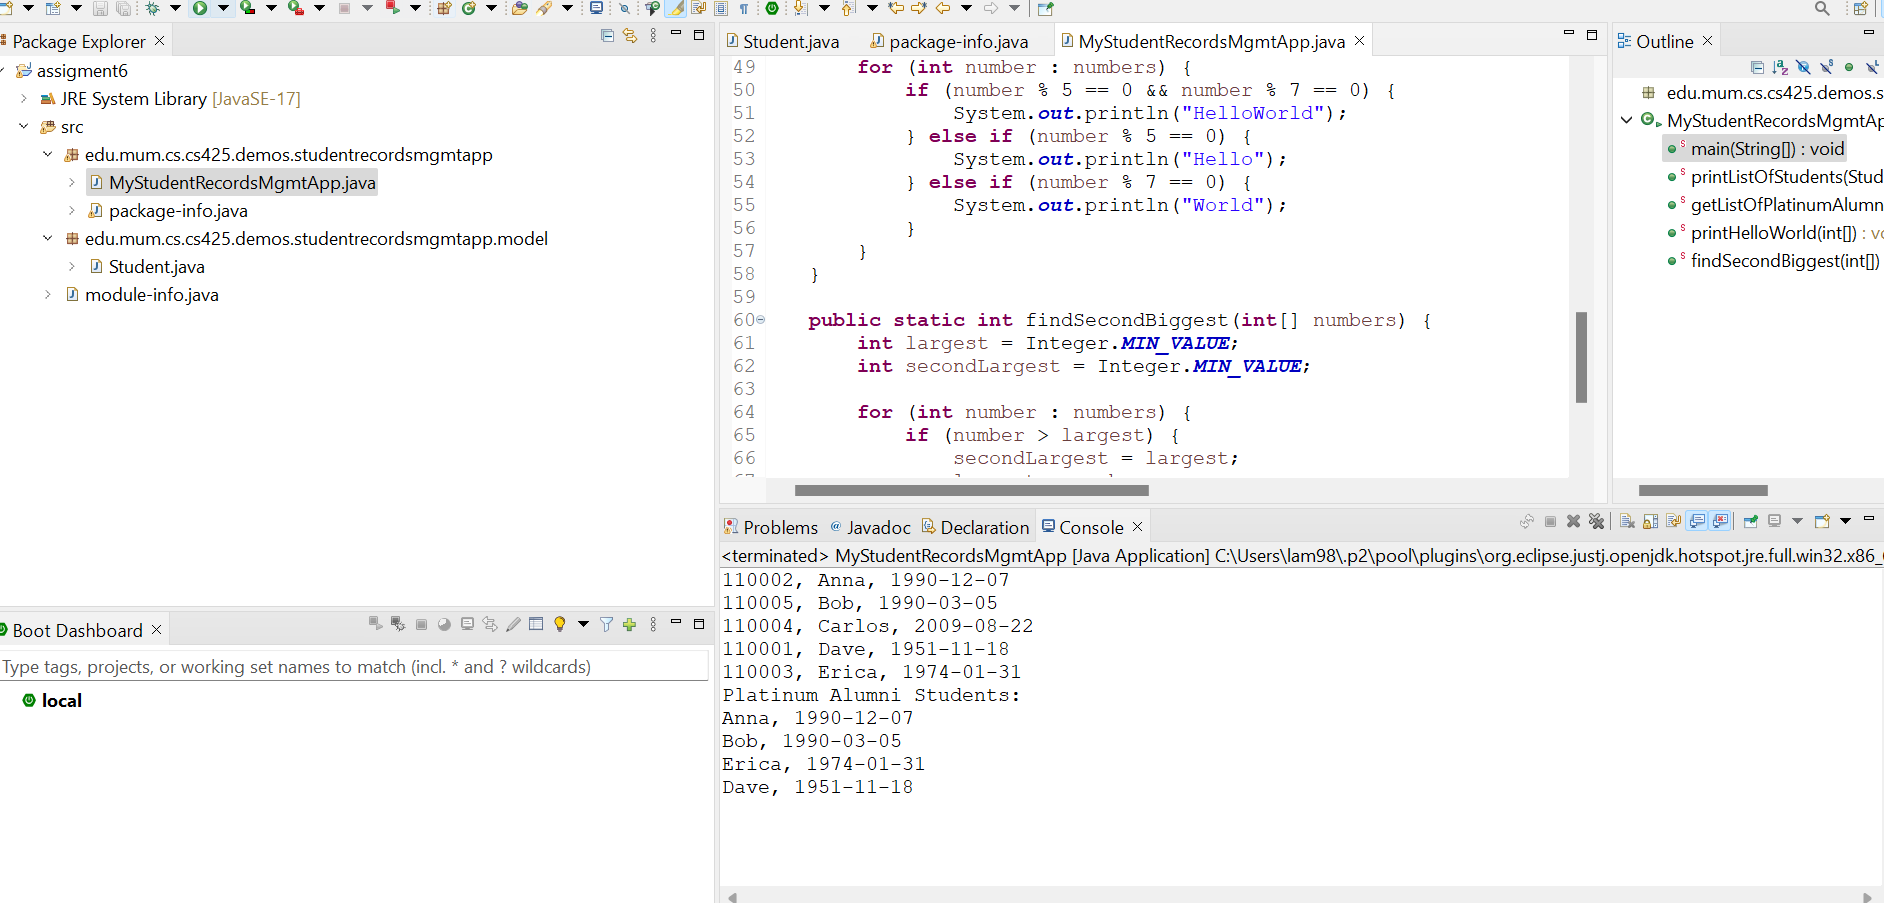 Package Explorer
assigment6
JRE System Library [JavaSE-17]
src
edu.mum.cs.cs425.demos.studentrecordsmgmtapp
MyStudentRecordsMgmtApp.java
package-info.java
edu.mum.cs.cs425.demos.studentrecordsmgmtapp.model
Student.java
module-info.java
Boot Dashboard
Type tags, projects, or working set names to match (incl. * and ? wildcards)
local
Student.java package-info.java MyStudentRecordsMgmtApp.java
49 for (int number : numbers) {
50 if (number % 5 == 0 && number % 7 == 0) {
51 System.out.println("HelloWorld");
52 } else if (number % 5 == 0) {
53 System.out.println("Hello");
54 } else if (number % 7 == 0) {
55 System.out.println("World");
56 }
57 }
58 }
59
60 public static int findSecondBiggest(int[] numbers) {
61 int largest = Integer.MIN_VALUE;
62 int secondLargest = Integer.MIN_VALUE;
63
64 for (int number : numbers) {
65 if (number > largest) {
66 secondLargest = largest;
Outline
edu.mum.cs.cs425.demos.s
MyStudentRecordsMgmtAp
main(String[]) : void
printListOfStudents(Stud
getListOfPlatinumAlumn
printHelloWorld(int[]) : vo
findSecondBiggest(int[])
Problems Javadoc Declaration Console
<terminated> MyStudentRecordsMgmtApp [Java Application] C:\Users\lam98\.p2\pool\plugins\org.eclipse.justj.openjdk.hotspot.jre.full.win32.x86_
110002, Anna, 1990-12-07
110005, Bob, 1990-03-05
110004, Carlos, 2009-08-22
110001, Dave, 1951-11-18
110003, Erica, 1974-01-31
Platinum Alumni Students:
Anna, 1990-12-07
Bob, 1990-03-05
Erica, 1974-01-31
Dave, 1951-11-18